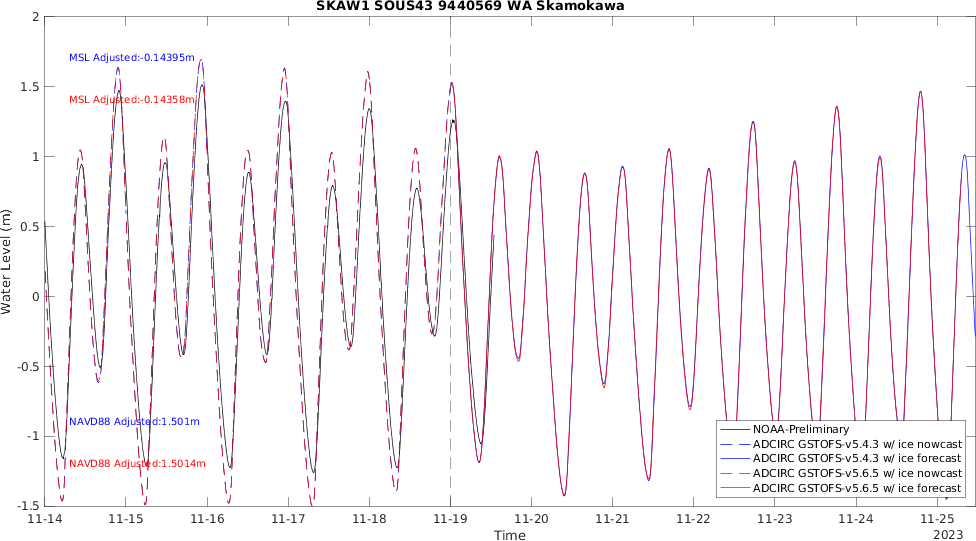 SKAW1 SOUS43 9440569 WA Skamokawa
2
1.5
1
0.5
0
-0.5
-1
-1.5
Water Level (m)
MSL Adjusted:-0.14395m
MSL Adjusted:-0.14358m
NAVD88 Adjusted:1.501m
NAVD88 Adjusted:1.5014m
NOAA-Preliminary
ADCIRC GSTOFS-v5.4.3 w/ ice nowcast
ADCIRC GSTOFS-v5.4.3 w/ ice forecast
ADCIRC GSTOFS-v5.6.5 w/ ice nowcast
ADCIRC GSTOFS-v5.6.5 w/ ice forecast
11-14 11-15 11-16 11-17 11-18 11-19 11-20 11-21 11-22 11-23 11-24 11-25
Time
2023